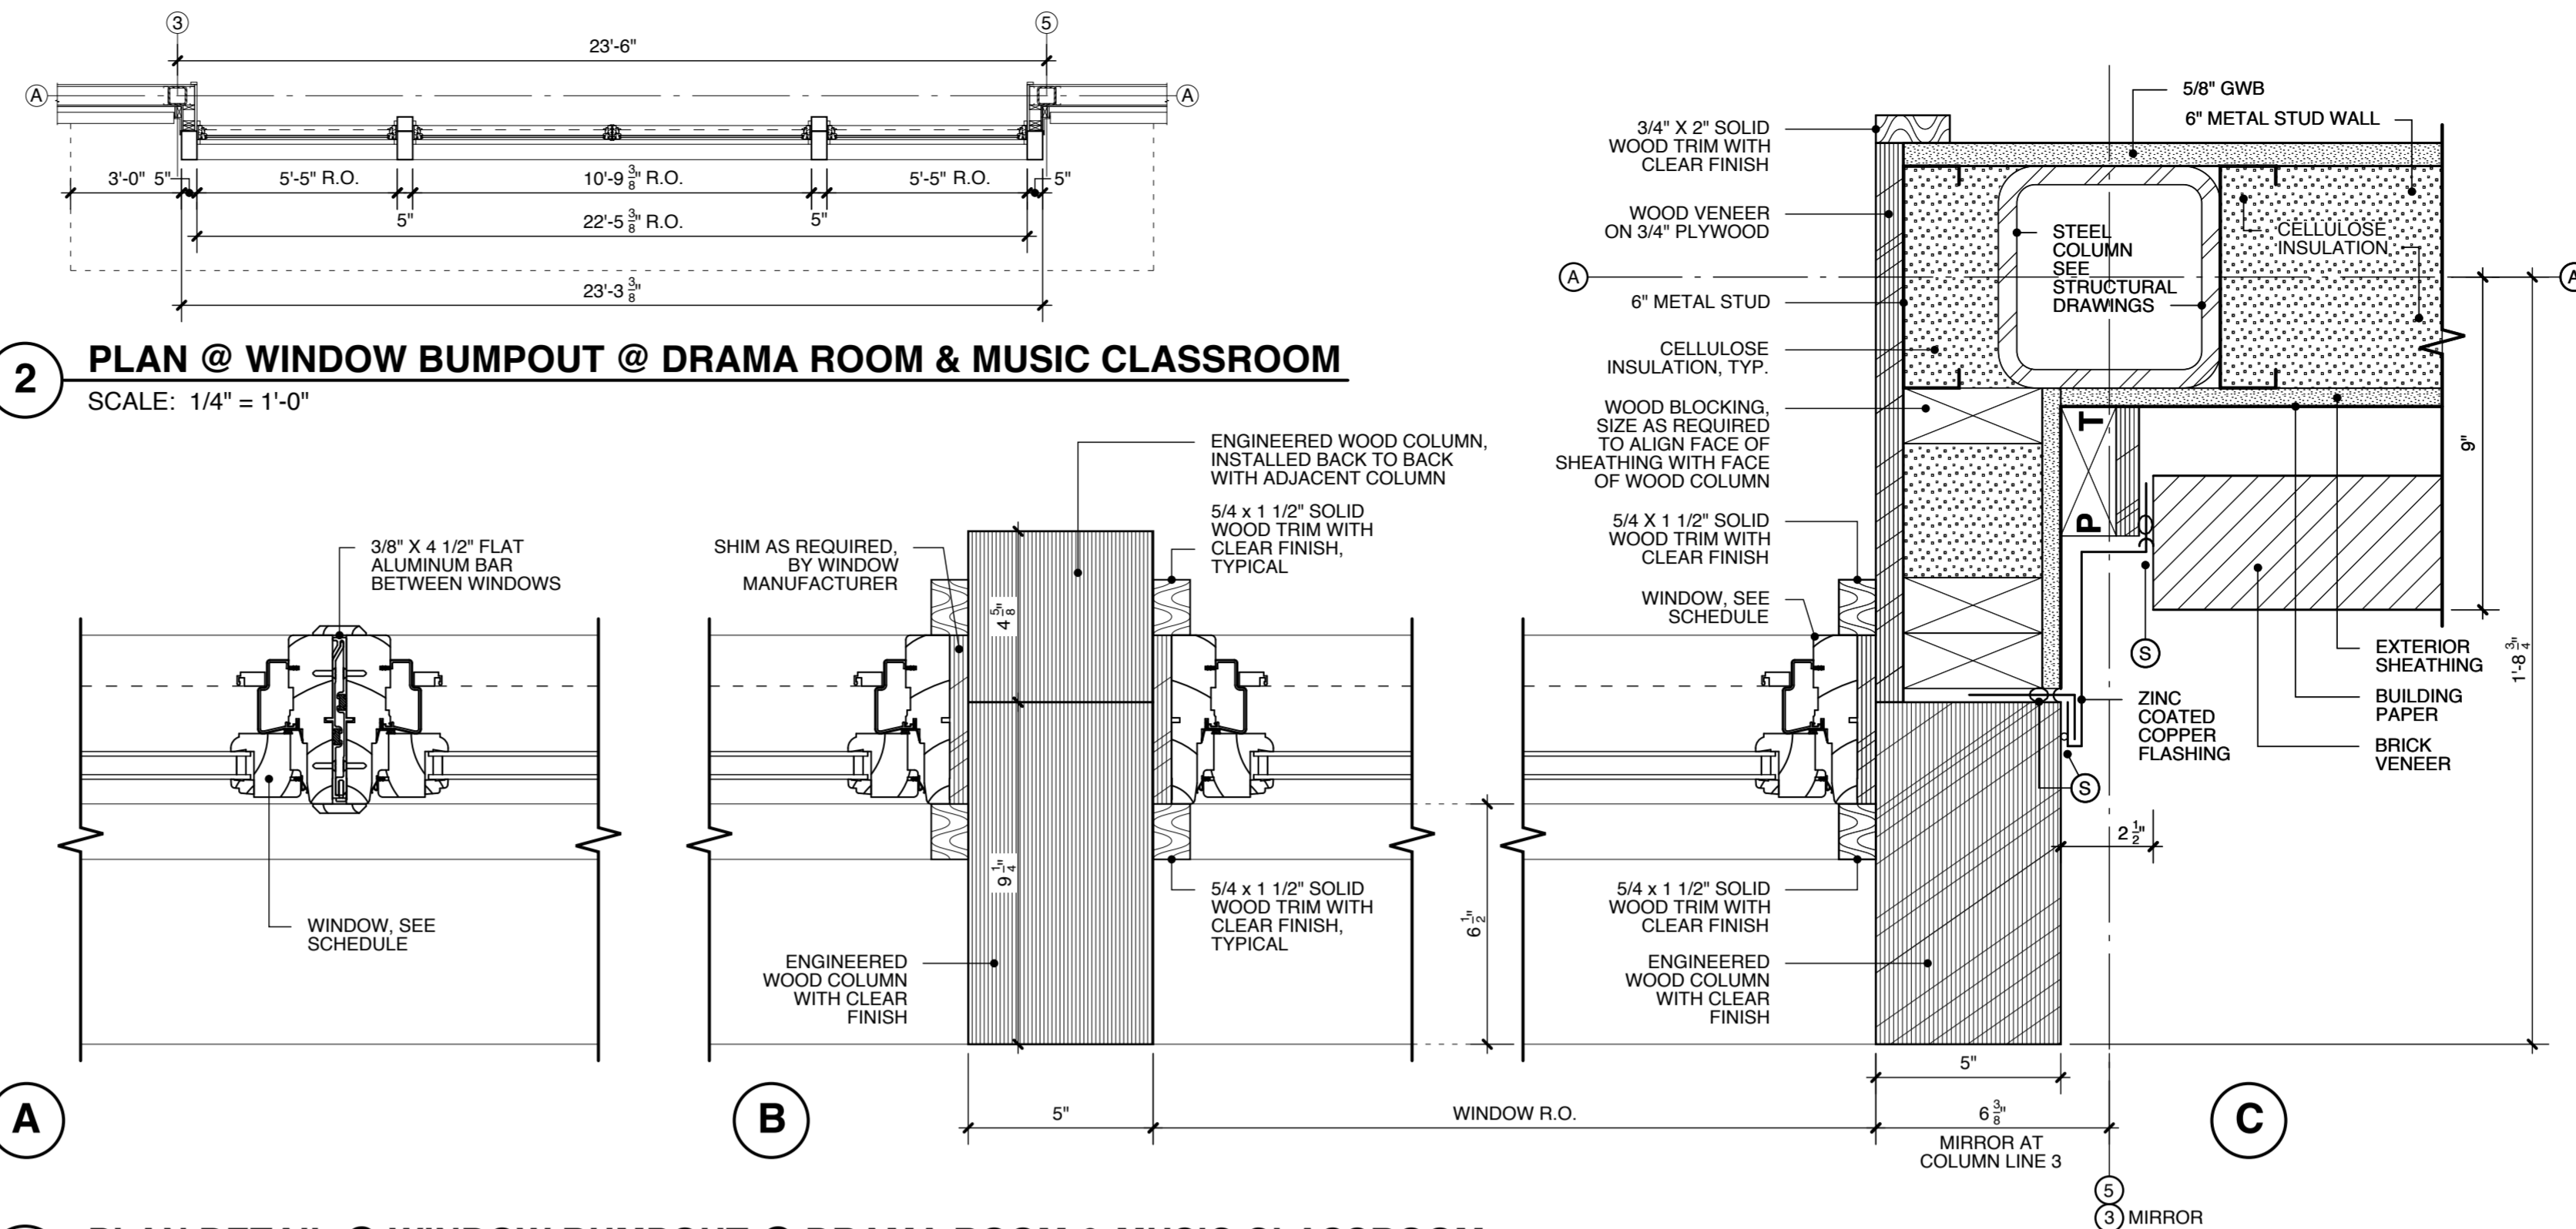 3
5
23'-6"
A
A
3'-0"
5"
5'-5" R.O.
10'-9 3/8" R.O.
5'-5" R.O.
5"
5"
5"
22'-5 3/8" R.O.
23'-3 3/8"
2
PLAN @ WINDOW BUMPOUT @ DRAMA ROOM & MUSIC CLASSROOM
SCALE: 1/4" = 1'-0"
3/8" X 4 1/2" FLAT
ALUMINUM BAR
BETWEEN WINDOWS
WINDOW, SEE
SCHEDULE
A
SHIM AS REQUIRED,
BY WINDOW
MANUFACTURER
ENGINEERED WOOD COLUMN,
INSTALLED BACK TO BACK
WITH ADJACENT COLUMN
5/4 x 1 1/2" SOLID
WOOD TRIM WITH
CLEAR FINISH,
TYPICAL
4 5/8"
9 1/4"
5/4 x 1 1/2" SOLID
WOOD TRIM WITH
CLEAR FINISH,
TYPICAL
ENGINEERED
WOOD COLUMN
WITH CLEAR
FINISH
6 1/2"
B
5"
WINDOW R.O.
3/4" X 2" SOLID
WOOD TRIM WITH
CLEAR FINISH
WOOD VENEER
ON 3/4" PLYWOOD
A
6" METAL STUD
CELLULOSE
INSULATION, TYP.
WOOD BLOCKING,
SIZE AS REQUIRED
TO ALIGN FACE OF
SHEATHING WITH FACE
OF WOOD COLUMN
5/4 X 1 1/2" SOLID
WOOD TRIM WITH
CLEAR FINISH
WINDOW, SEE
SCHEDULE
5/4 x 1 1/2" SOLID
WOOD TRIM WITH
CLEAR FINISH
ENGINEERED
WOOD COLUMN
WITH CLEAR
FINISH
5/8" GWB
6" METAL STUD WALL
STEEL
COLUMN
SEE
STRUCTURAL
DRAWINGS
CELLULOSE
INSULATION
A
P T
9"
1'-8 3/4"
S
EXTERIOR
SHEATHING
BUILDING
PAPER
BRICK
VENEER
ZINC
COATED
COPPER
FLASHING
S
2 1/2"
5"
6 3/8"
MIRROR AT
COLUMN LINE 3
C
5
3 MIRROR
PLAN DETAIL @ WINDOW BUMPOUT @ DRAMA ROOM & MUSIC CLASSROOM